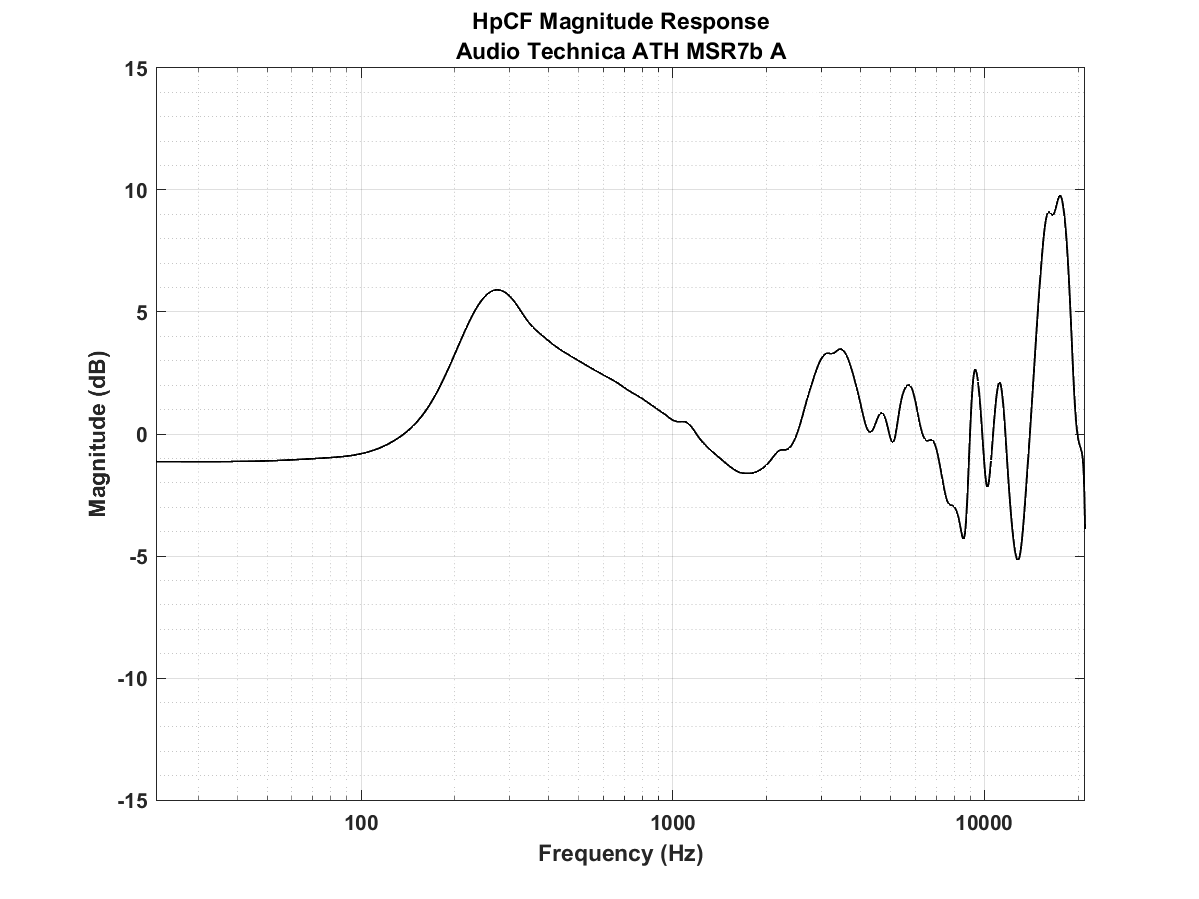 HpCF Magnitude Response
Audio Technica ATH MSR7b A
15
10
5
0
-5
-10
-15
Magnitude (dB)
100 1000 10000
Frequency (Hz)